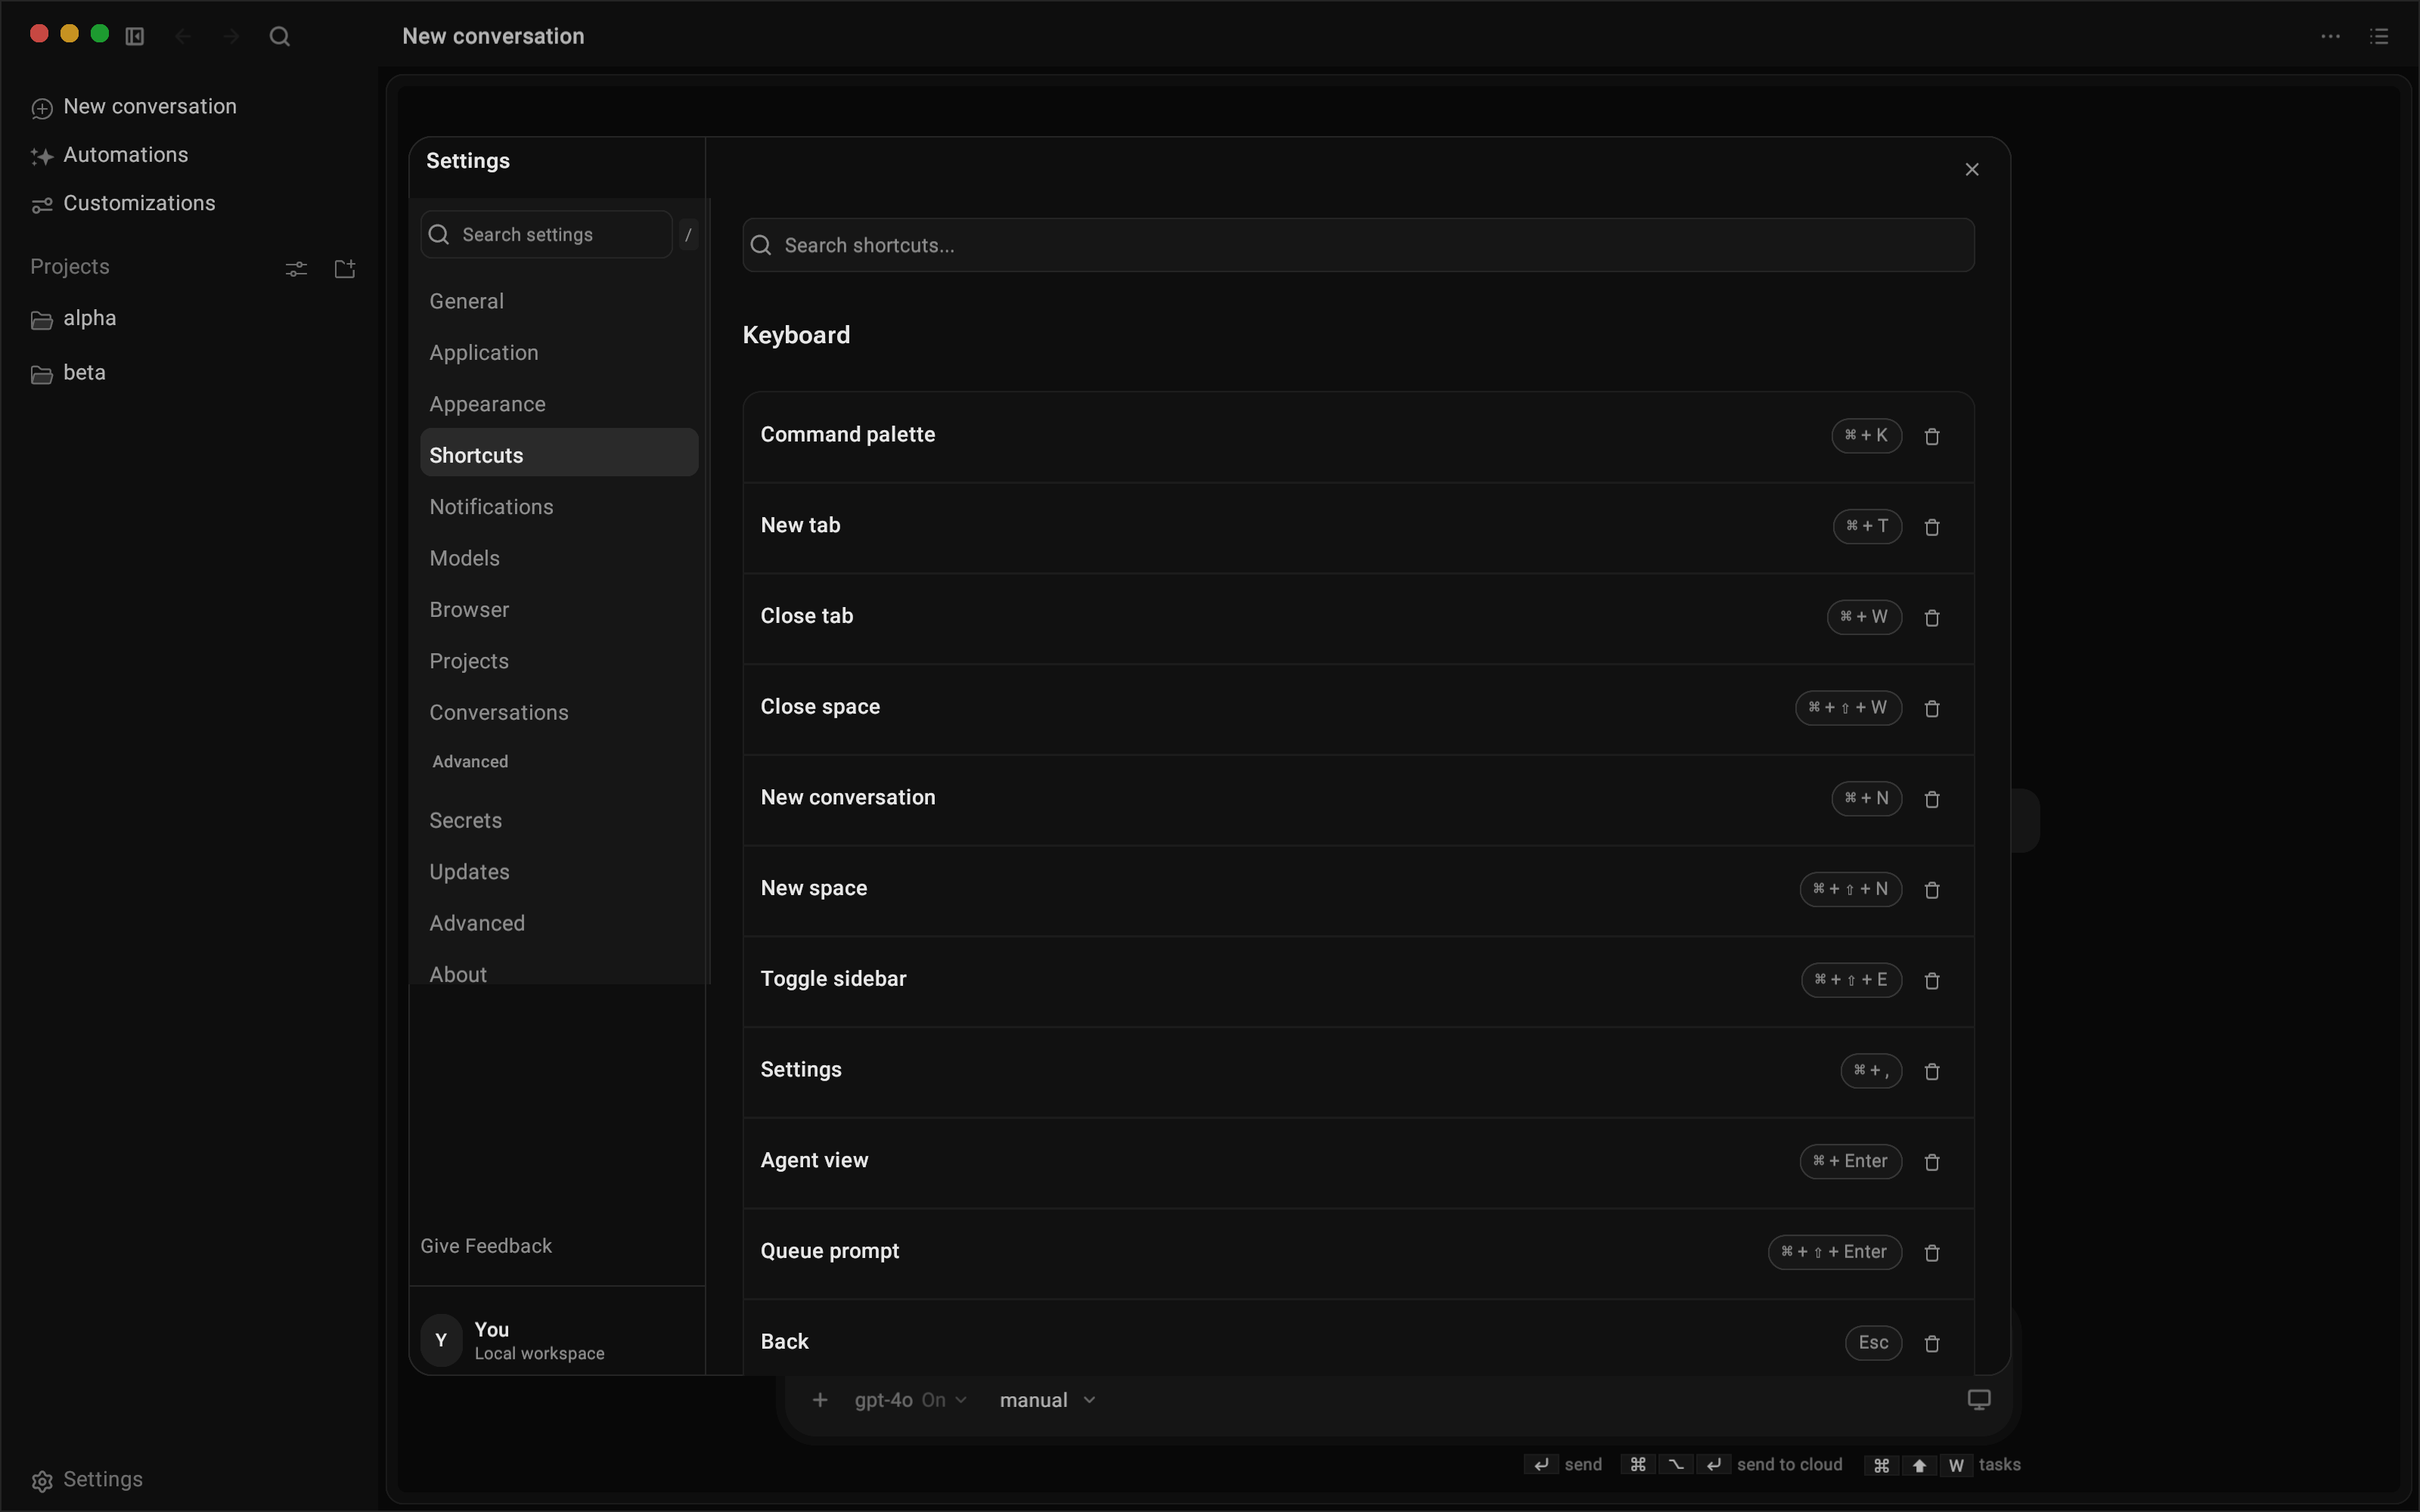 New conversation
New conversation
Automations
Customizations
Projects
alpha
beta
Settings
Settings
Search settings
/
General
Application
Appearance
Shortcuts
Notifications
Models
Browser
Projects
Conversations
Advanced
Secrets
Updates
Advanced
About
Give Feedback
Y
You
Local workspace
Search shortcuts...
Keyboard
Command palette ⌘ + K
New tab ⌘ + T
Close tab ⌘ + W
Close space ⌘ + ⇧ + W
New conversation ⌘ + N
New space ⌘ + ⇧ + N
Toggle sidebar ⌘ + ⇧ + E
Settings ⌘ + ,
Agent view ⌘ + Enter
Queue prompt ⌘ + ⇧ + Enter
Back Esc
gpt-4o On manual
↵ send ⌘ ⌥ ↵ send to cloud ⌘ ⬆ W tasks